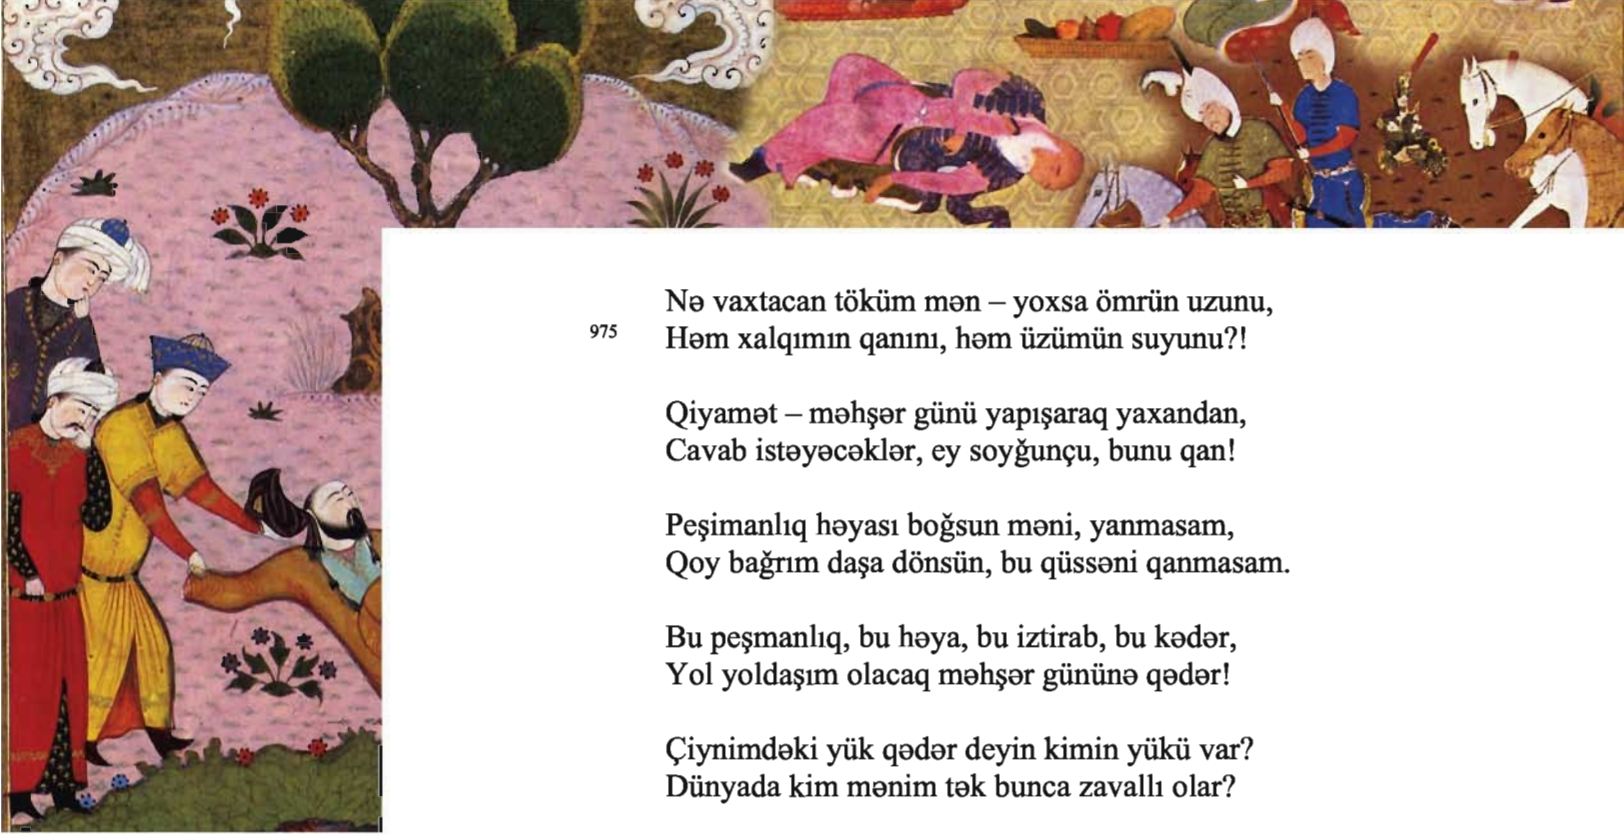 Nə vaxtacan töküm mən – yoxsa ömrün uzunu,
975 Həm xalqımın qanını, həm üzümün suyunu?!
Qiyamət – məhşər günü yapışaraq yaxandan,
Cavab istəyəcəklər, ey soyğunçu, bunu qan!
Peşimanlıq həyası boğsun məni, yanmasam,
Qoy bağrım daşa dönsün, bu qüssəni qanmasam.
Bu peşmanlıq, bu həya, bu iztirab, bu kədər,
Yol yoldaşım olacaq məhşər gününə qədər!
Çiynimdəki yük qədər deyin kimin yükü var?
Dünyada kim mənim tək bunca zavallı olar?